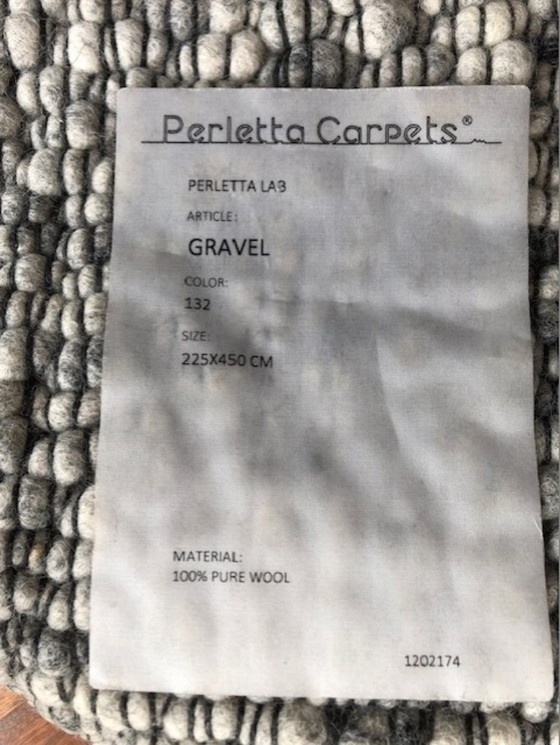 Perletta Carpets®
PERLETTA LAB
ARTICLE:
GRAVEL
COLOR:
132
SIZE:
225X450 CM
MATERIAL:
100% PURE WOOL
1202174